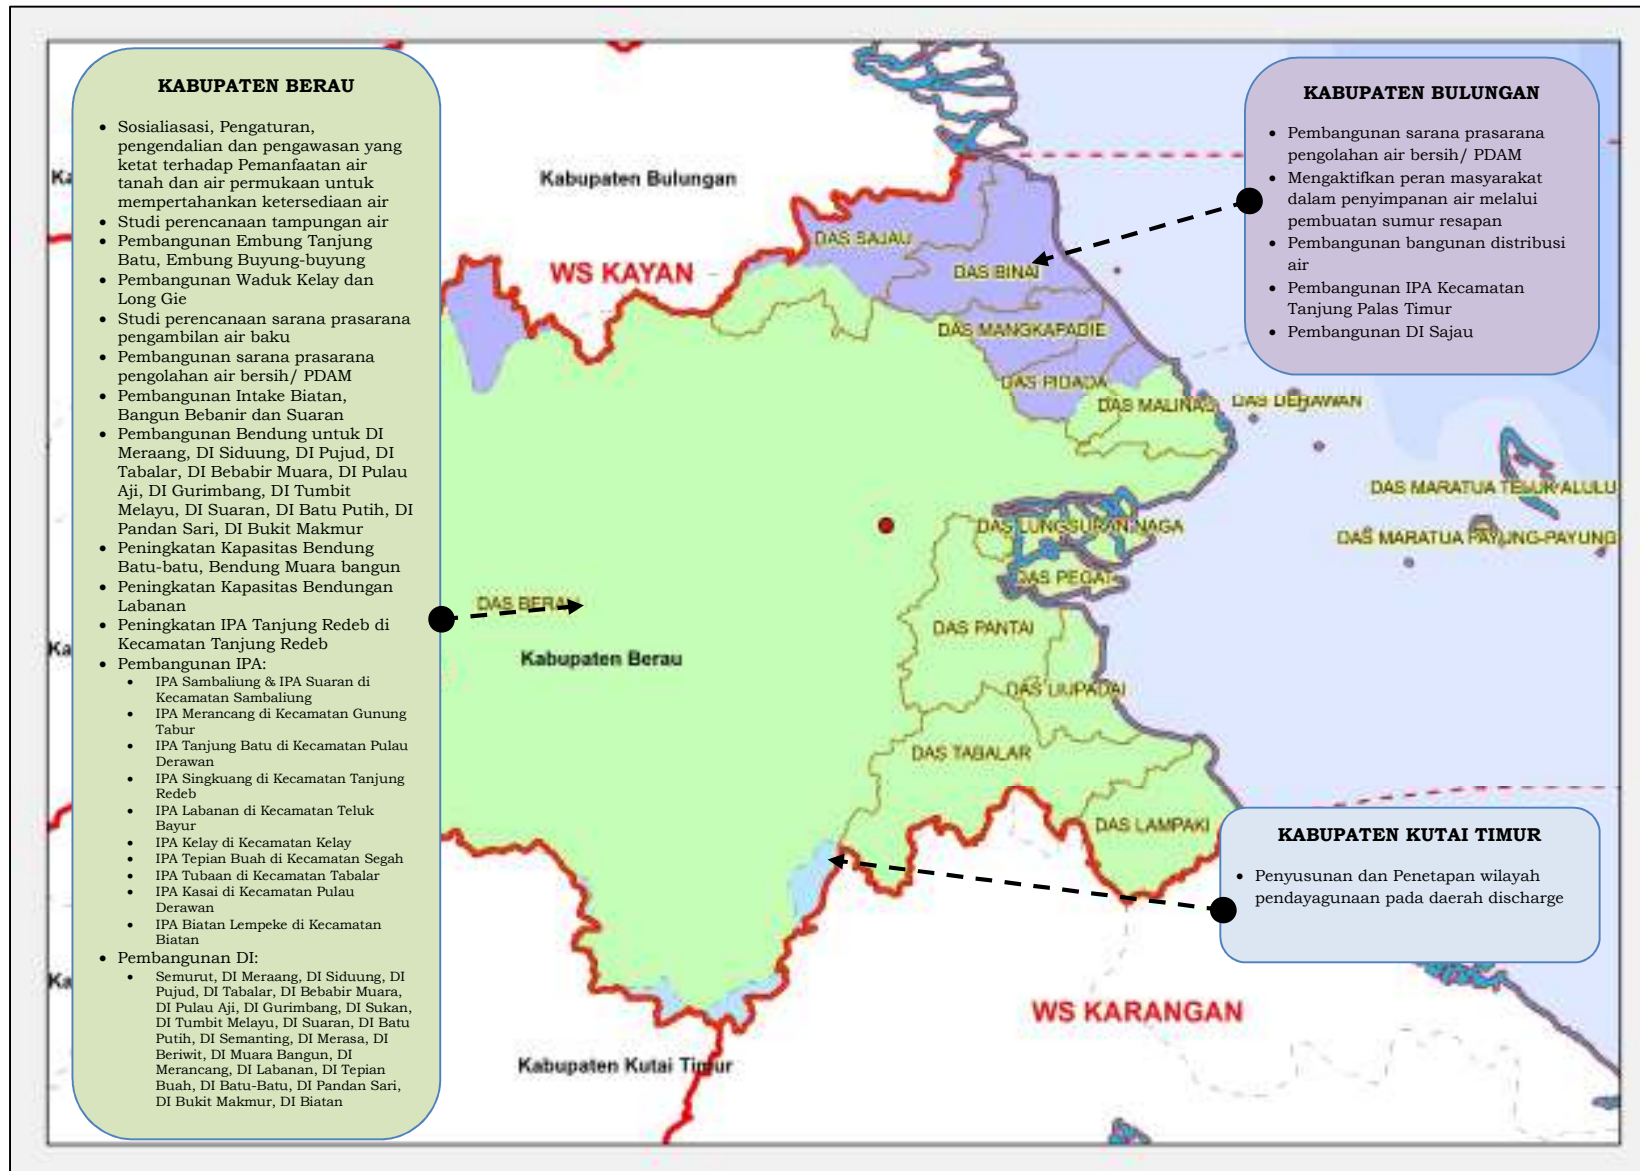 KABUPATEN BERAU
• Sosialiasasi, Pengaturan,
pengendalian dan pengawasan yang
ketat terhadap Pemanfaatan air
tanah dan air permukaan untuk
mempertahankan ketersediaan air
• Studi perencanaan tampungan air
• Pembangunan Embung Tanjung
Batu, Embung Buyung-buyung
• Pembangunan Waduk Kelay dan
Long Gie
• Studi perencanaan sarana prasarana
pengambilan air baku
• Pembangunan sarana prasarana
pengolahan air bersih/ PDAM
• Pembangunan Intake Biatan,
Bangun Bebanir dan Suaran
• Pembangunan Bendung untuk DI
Meraang, DI Siduung, DI Pujud, DI
Tabalar, DI Bebabir Muara, DI Pulau
Aji, DI Gurimbang, DI Tumbit
Melayu, DI Suaran, DI Batu Putih, DI
Pandan Sari, DI Bukit Makmur
• Peningkatan Kapasitas Bendung
Batu-batu, Bendung Muara bangun
• Peningkatan Kapasitas Bendungan
Labanan
• Peningkatan IPA Tanjung Redeb di
Kecamatan Tanjung Redeb
• Pembangunan IPA:
• IPA Sambaliung & IPA Suaran di
Kecamatan Sambaliung
• IPA Merancang di Kecamatan Gunung
Tabur
• IPA Tanjung Batu di Kecamatan Pulau
Derawan
• IPA Singkuang di Kecamatan Tanjung
Redeb
• IPA Labanan di Kecamatan Teluk
Bayur
• IPA Kelay di Kecamatan Kelay
• IPA Tepian Buah di Kecamatan Segah
• IPA Tubaan di Kecamatan Tabalar
• IPA Kasai di Kecamatan Pulau
Derawan
• IPA Biatan Lempeke di Kecamatan
Biatan
• Pembangunan DI:
• Semurut, DI Meraang, DI Siduung, DI
Pujud, DI Tabalar, DI Bebabir Muara,
DI Pulau Aji, DI Gurimbang, DI Sukan,
DI Tumbit Melayu, DI Suaran, DI Batu
Putih, DI Semanting, DI Merasa, DI
Beriwit, DI Muara Bangun, DI
Merancang, DI Labanan, DI Tepian
Buah, DI Batu-Batu, DI Pandan Sari,
DI Bukit Makmur, DI Biatan
KABUPATEN BULUNGAN
• Pembangunan sarana prasarana
pengolahan air bersih/ PDAM
• Mengaktifkan peran masyarakat
dalam penyimpanan air melalui
pembuatan sumur resapan
• Pembangunan bangunan distribusi
air
• Pembangunan IPA Kecamatan
Tanjung Palas Timur
• Pembangunan DI Sajau
KABUPATEN KUTAI TIMUR
• Penyusunan dan Penetapan wilayah
pendayagunaan pada daerah discharge
Ka
Ka
Ka
Kabupaten Bulungan
WS KAYAN
DAS SAJAU
DAS BINAI
DAS MANGKAPADIE
DAS PIDADA
DAS MALINAS
DAS DERAWAN
DAS MARATUA TELUK ALULU
DAS MARATUA PAYUNG-PAYUNG
DAS LUNGSURAN NAGA
DAS PEGAT
DAS BERAU
DAS PANTAI
Kabupaten Berau
DAS LIUPADAI
DAS TABALAR
DAS LAMPAKI
WS KARANGAN
Kabupaten Kutai Timur